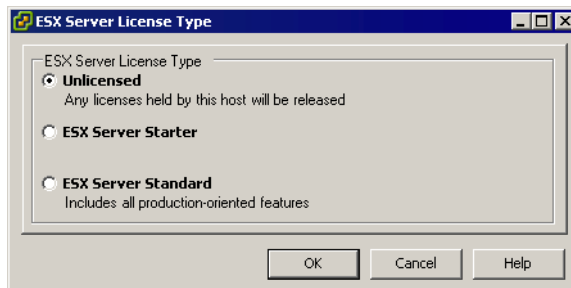 ESX Server License Type
ESX Server License Type
Unlicensed
Any licenses held by this host will be released
ESX Server Starter
ESX Server Standard
Includes all production-oriented features
OK Cancel Help